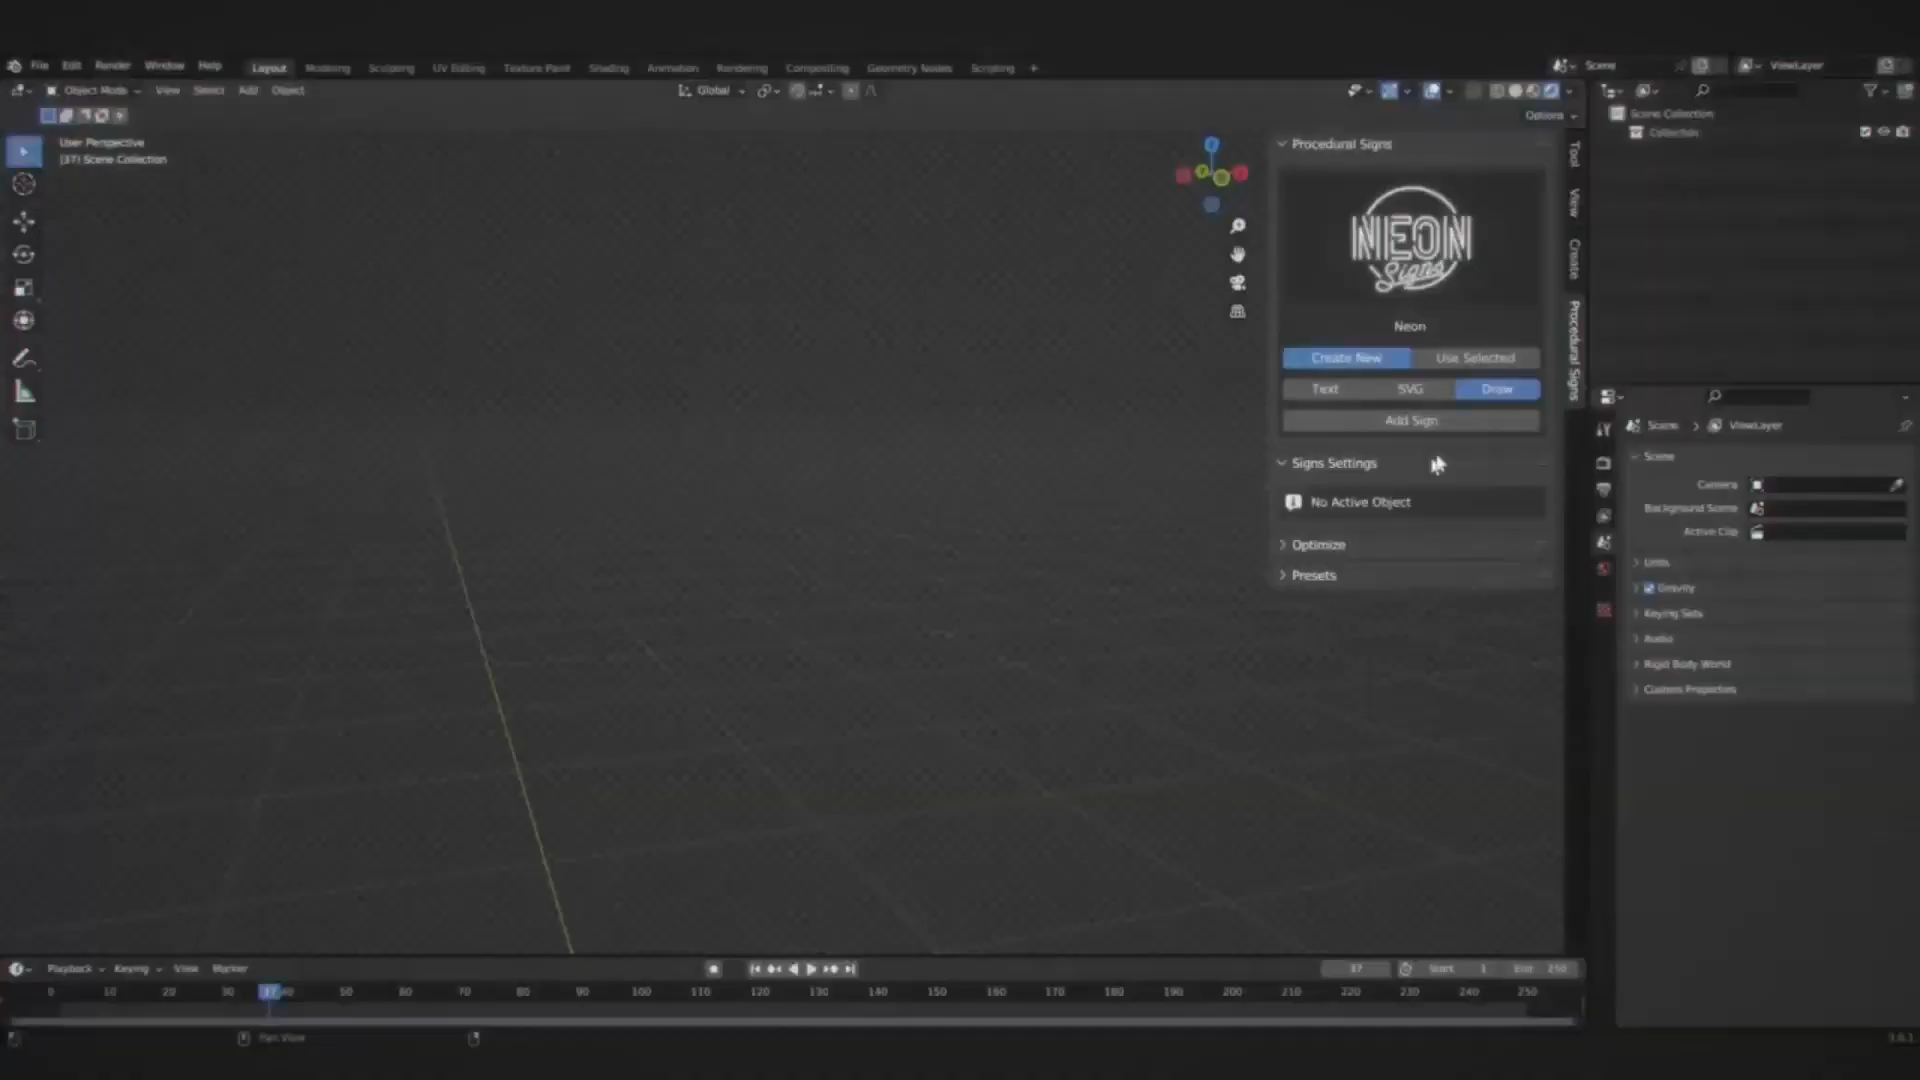 File Edit Render Window Help Layout Modeling Sculpting UV Editing Texture Paint Shading Animation Rendering Compositing Geometry Nodes Scripting +
Scene
ViewLayer
Object Mode View Select Add Object
Global
Options
User Perspective
(37) Scene Collection
Procedural Signs
NEON
Signs
Neon
Create New Use Selected
Text SVG Draw
Add Sign
Signs Settings
No Active Object
Optimize
Presets
Tool
View
Create
Procedural Signs
Scene Collection
Collection
Scene > ViewLayer
Scene
Camera
Background Scene
Active Clip
Units
Gravity
Keying Sets
Audio
Rigid Body World
Custom Properties
Playback Keying View Marker
37 Start 1 End 250
0 10 20 30 37 40 50 60 70 80 90 100 110 120 130 140 150 160 170 180 190 200 210 220 230 240 250
Pan View